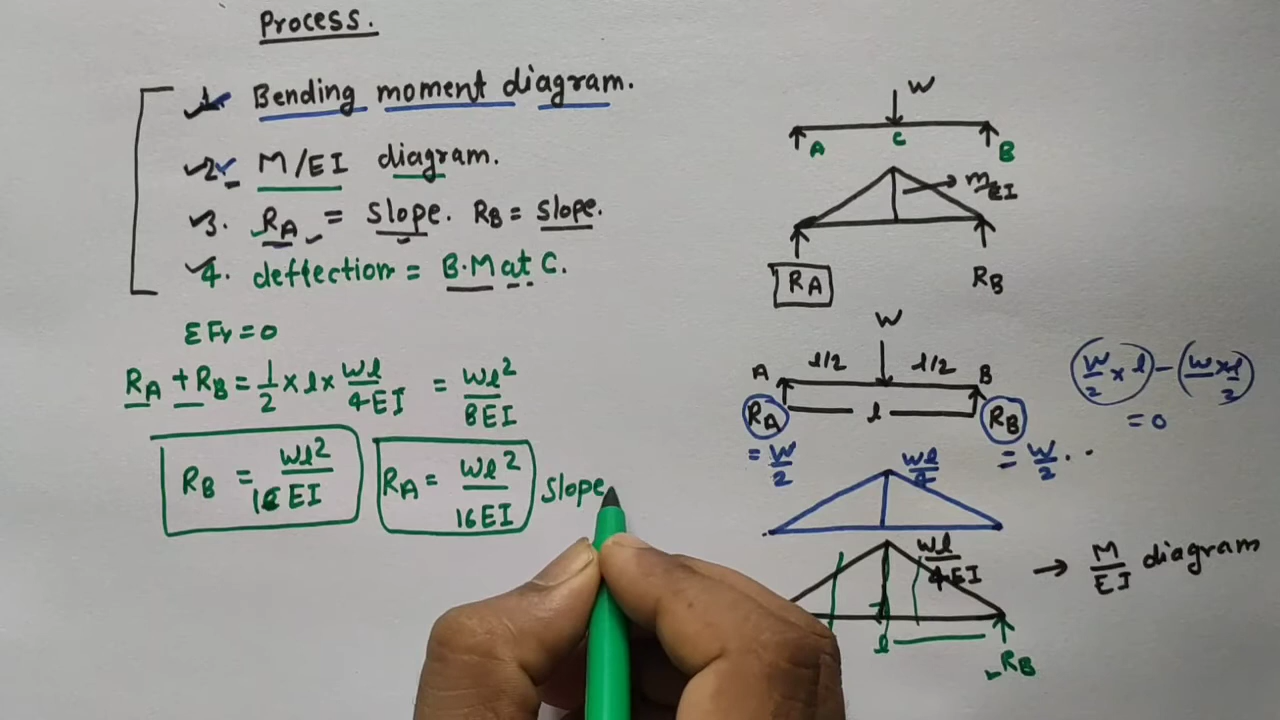 Process.
1. Bending moment diagram.
2. M/EI diagram.
3. RA = Slope. RB = Slope.
4. deflection = B.M at C.
ΣFy=0
RA + RB = 1/2 × l × Wl/4EI = Wl²/8EI
RB = Wl²/16EI
RA = Wl²/16EI
Slope
W
A
C
B
m/EI
RA
RB
W
A
l/2
l/2
B
RA
l
RB
= W/2
= W/2 ..
(W/2 × l) - (W × l/2)
= 0
Wl/4
Wl/4EI
→ M/EI diagram
l
RB